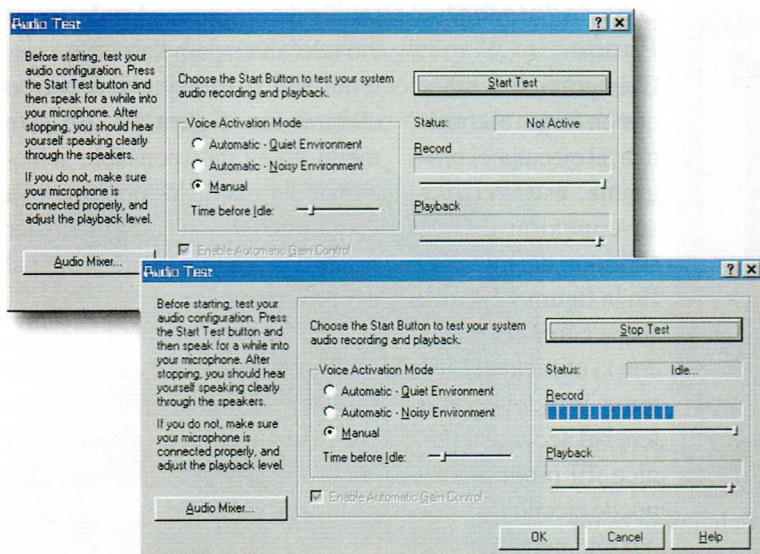 Audio Test
Before starting, test your
audio configuration. Press
the Start Test button and
then speak for a while into
your microphone. After
stopping, you should hear
yourself speaking clearly
through the speakers.
If you do not, make sure
your microphone is
connected properly, and
adjust the playback level.
Audio Mixer...
Choose the Start Button to test your system
audio recording and playback.
Voice Activation Mode
Automatic - Quiet Environment
Automatic - Noisy Environment
Manual
Time before Idle:
Enable Automatic Gain Control
Start Test
Status:
Not Active
Record
Playback
Audio Test
Before starting, test your
audio configuration. Press
the Start Test button and
then speak for a while into
your microphone. After
stopping, you should hear
yourself speaking clearly
through the speakers.
If you do not, make sure
your microphone is
connected properly, and
adjust the playback level.
Audio Mixer...
Choose the Start Button to test your system
audio recording and playback.
Voice Activation Mode
Automatic - Quiet Environment
Automatic - Noisy Environment
Manual
Time before Idle:
Enable Automatic Gain Control
Stop Test
Status:
Idle...
Record
Playback
OK
Cancel
Help